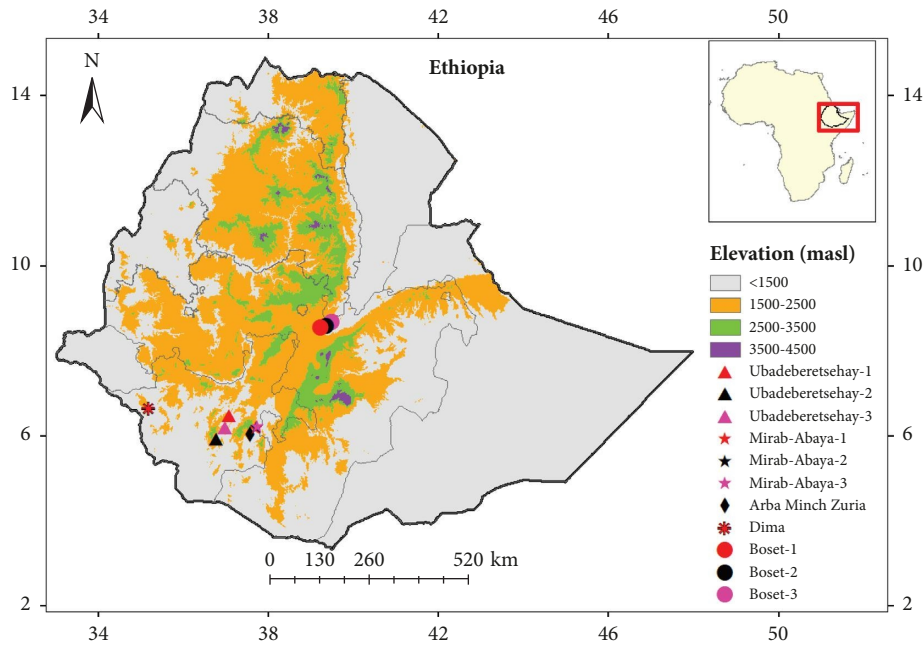 34 38 42 46 50
N
Ethiopia
14 14
10 10
6 6
2 2
Elevation (masl)
<1500
1500-2500
2500-3500
3500-4500
Ubadeberetsehay-1
Ubadeberetsehay-2
Ubadeberetsehay-3
Mirab-Abaya-1
Mirab-Abaya-2
Mirab-Abaya-3
Arba Minch Zuria
Dima
Boset-1
Boset-2
Boset-3
0 130 260 520 km
34 38 42 46 50